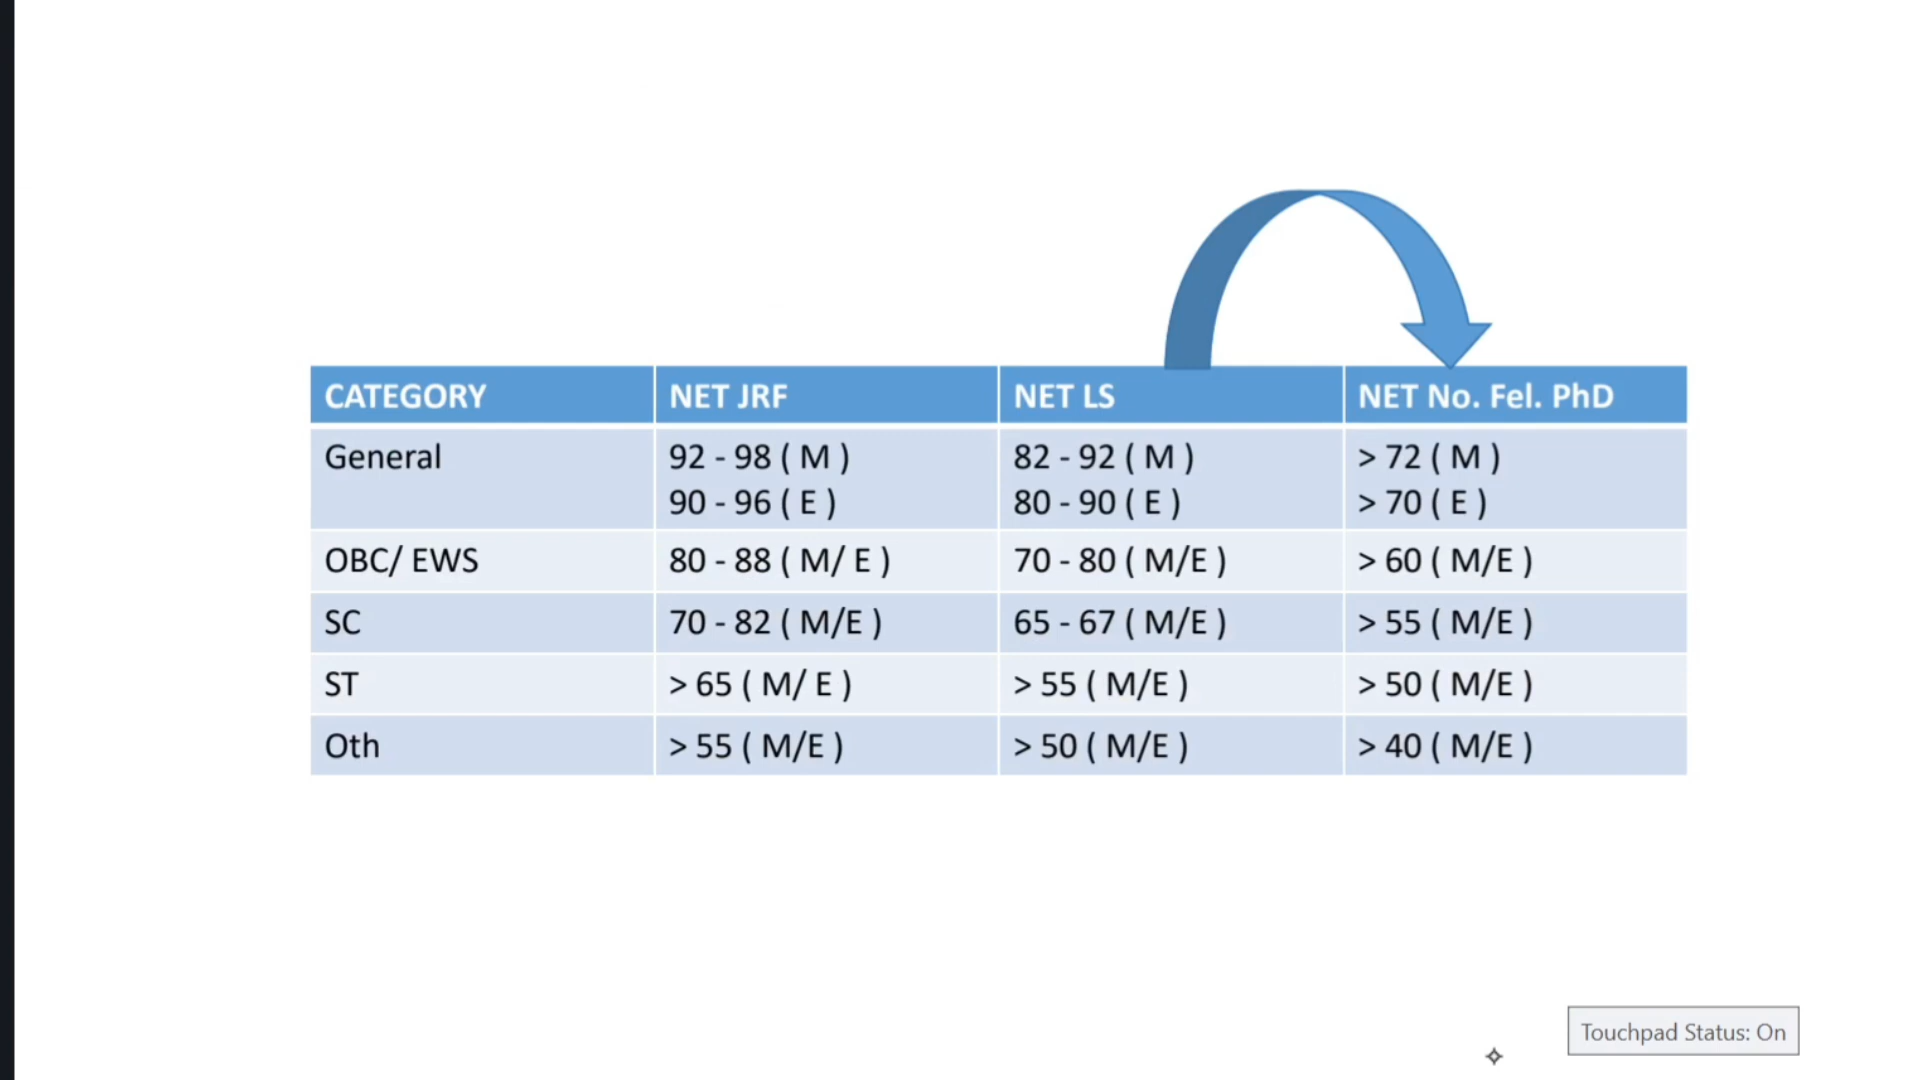 CATEGORY NET JRF NET LS NET No. Fel. PhD
General 92 - 98 ( M ) 82 - 92 ( M ) > 72 ( M )
90 - 96 ( E ) 80 - 90 ( E ) > 70 ( E )
OBC/ EWS 80 - 88 ( M/ E ) 70 - 80 ( M/E ) > 60 ( M/E )
SC 70 - 82 ( M/E ) 65 - 67 ( M/E ) > 55 ( M/E )
ST > 65 ( M/ E ) > 55 ( M/E ) > 50 ( M/E )
Oth > 55 ( M/E ) > 50 ( M/E ) > 40 ( M/E )
Touchpad Status: On